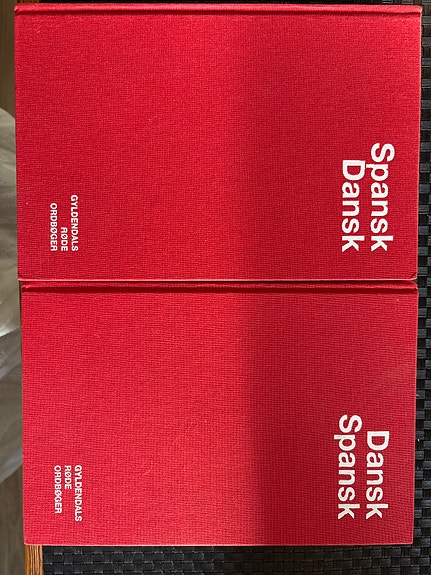 Spansk
Dansk
GYLDENDALS
RØDE
ORDBØGER
Dansk
Spansk
GYLDENDALS
RØDE
ORDBØGER